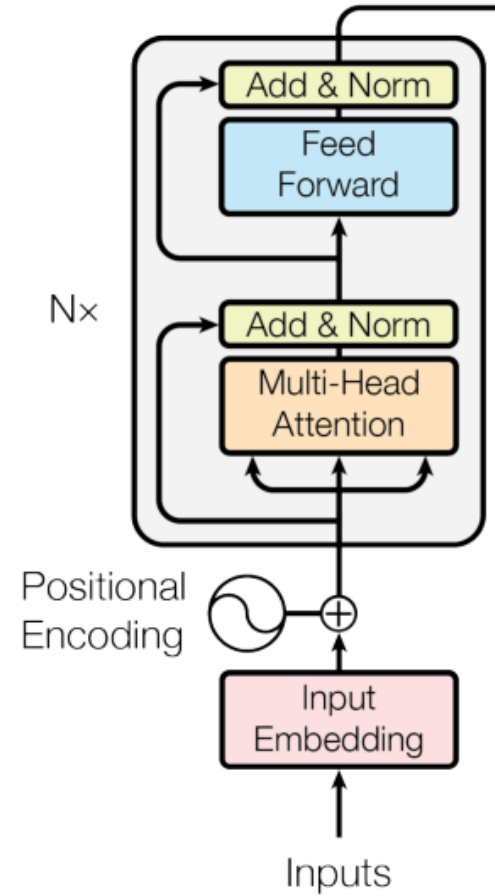 Add & Norm
Feed
Forward
N×
Add & Norm
Multi-Head
Attention
Positional
Encoding
Input
Embedding
Inputs